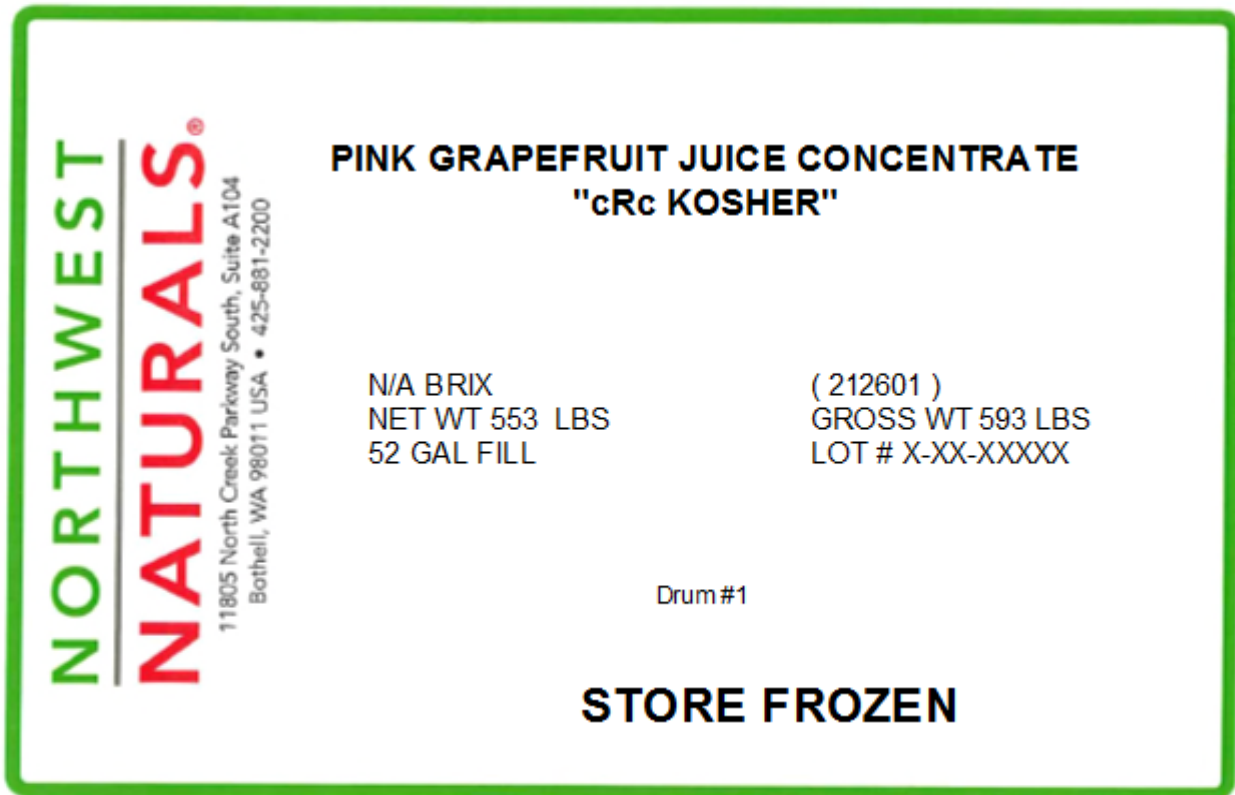 NORTHWEST
NATURALS®
11805 North Creek Parkway South, Suite A104
Bothell, WA 98011 USA • 425-881-2200
PINK GRAPEFRUIT JUICE CONCENTRATE
"cRc KOSHER"
N/A BRIX
NET WT 553 LBS
52 GAL FILL
( 212601 )
GROSS WT 593 LBS
LOT # X-XX-XXXXX
Drum #1
STORE FROZEN